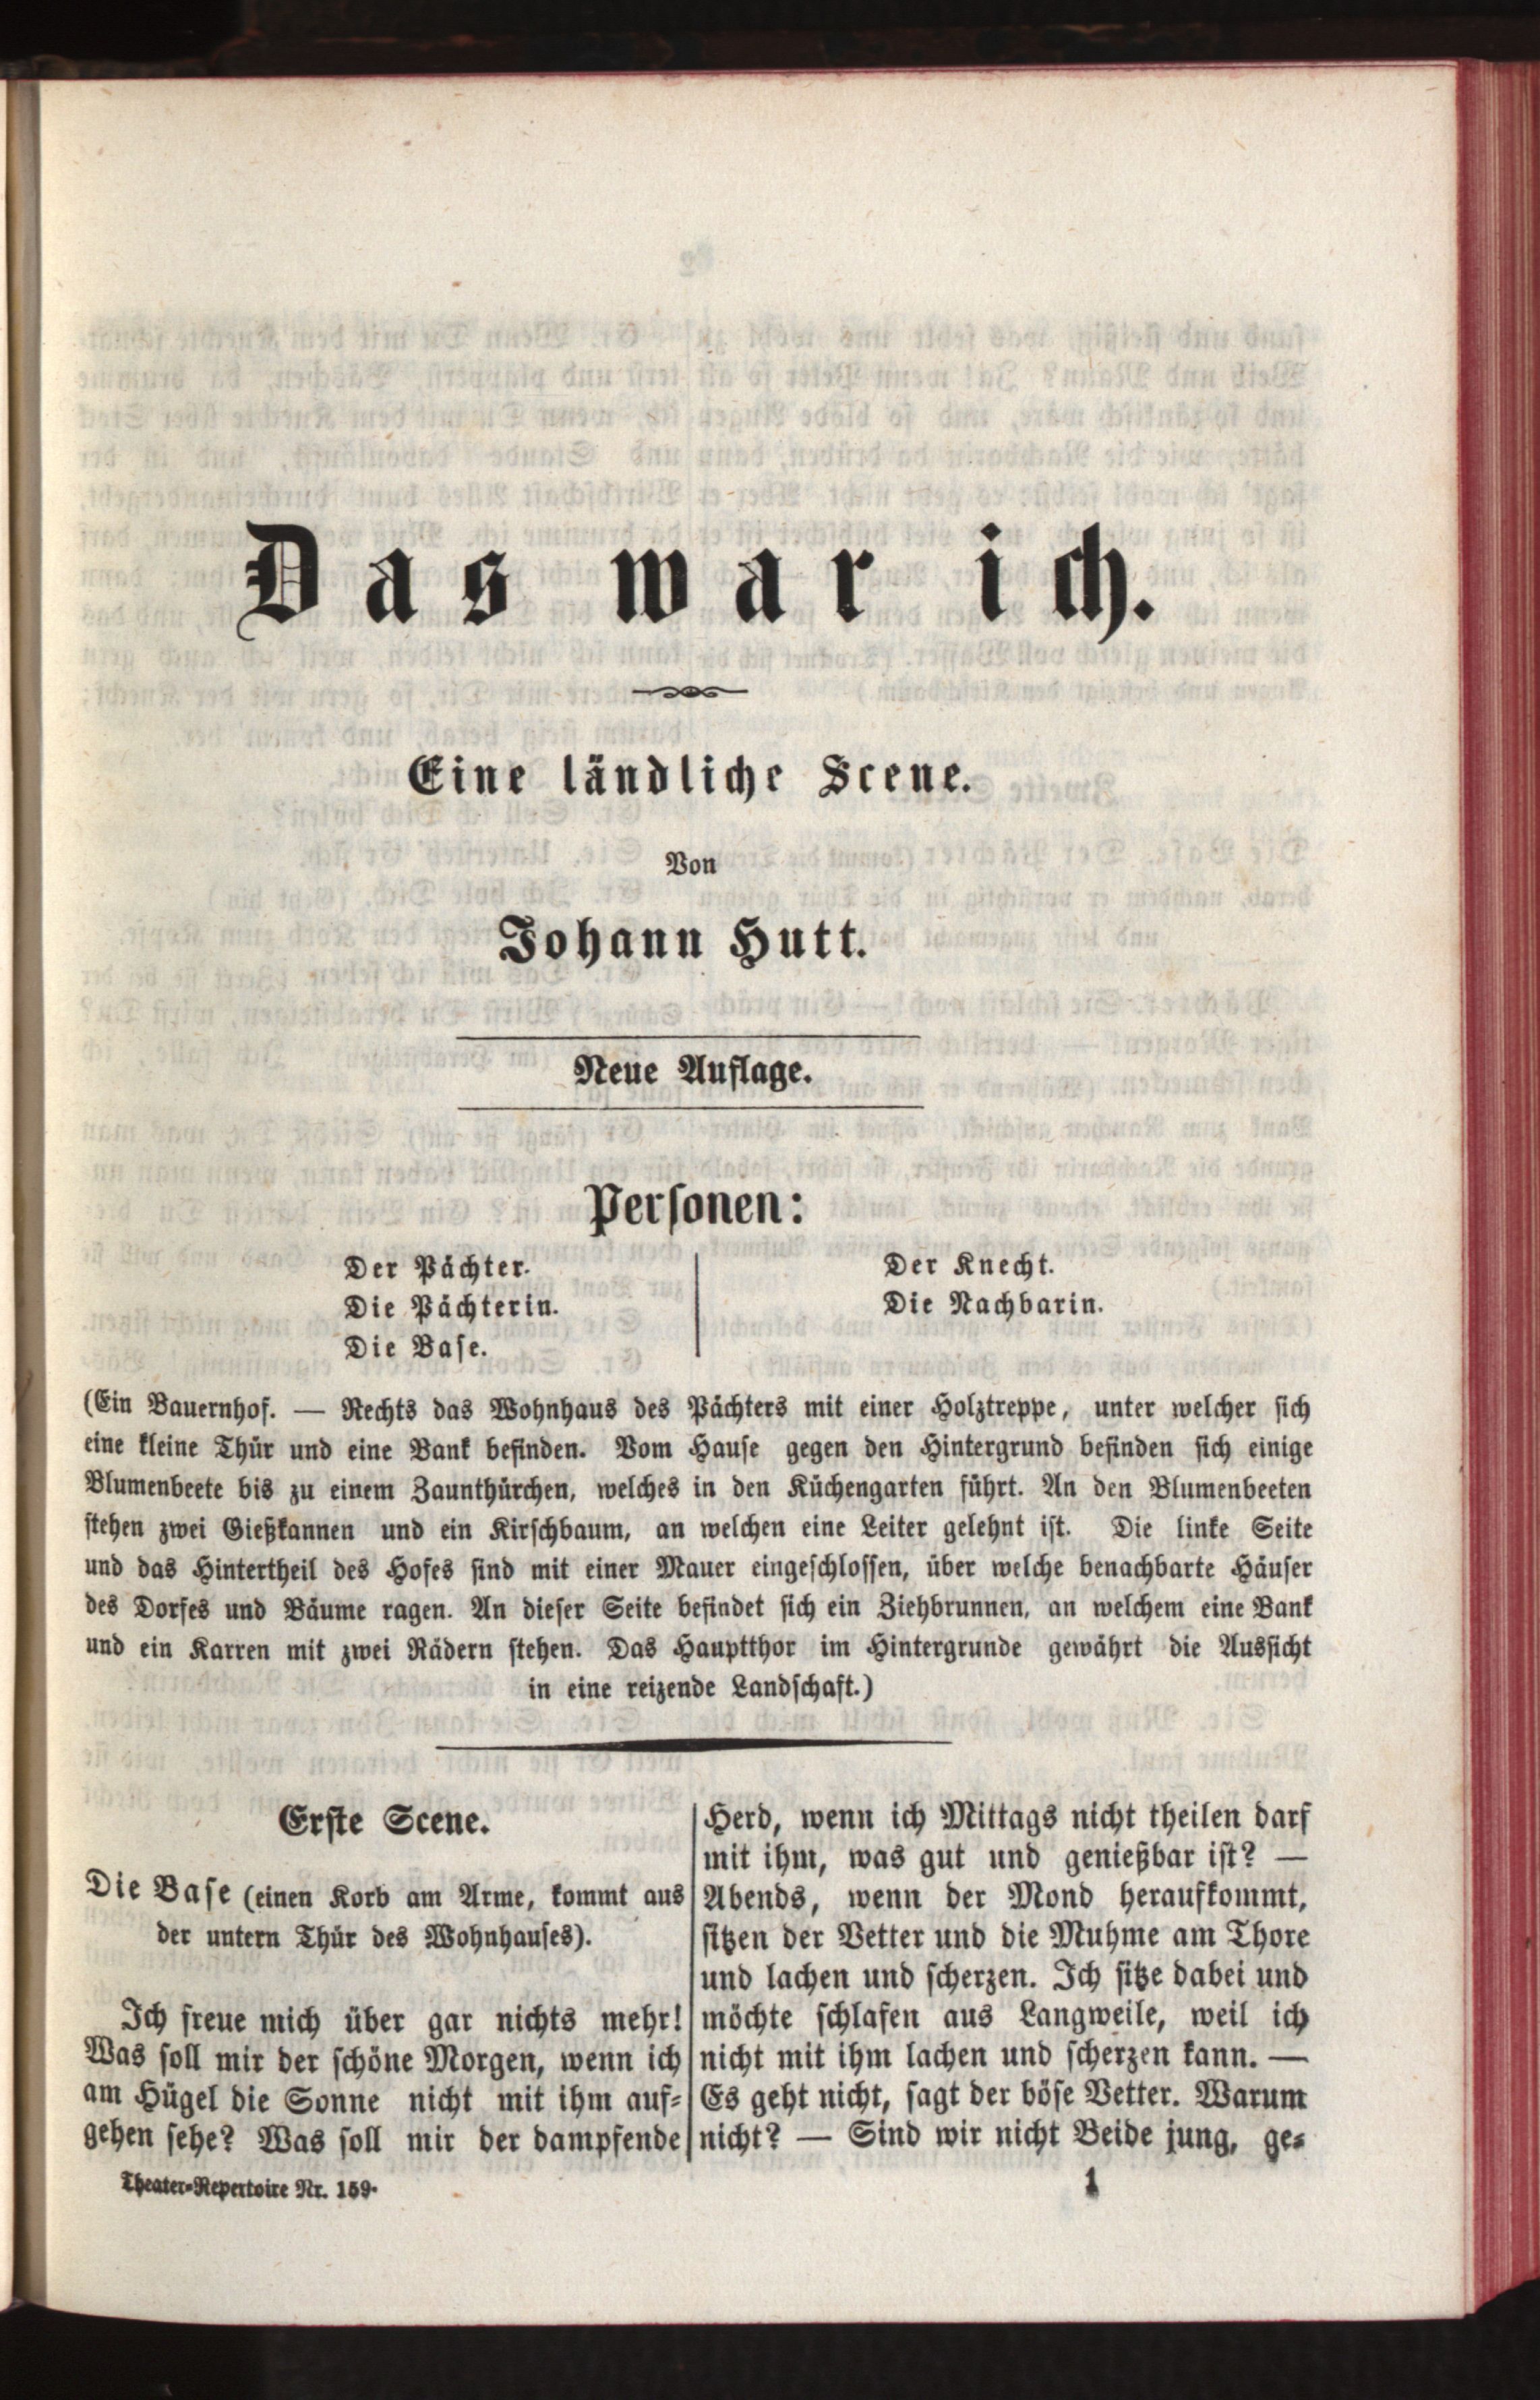 Das war ich.
Eine ländliche Scene.
Von
Johann Hutt.
Neue Auflage.
Personen:
Der Pächter.
Die Pächterin.
Die Base.
Der Knecht.
Die Nachbarin.
(Ein Bauernhof. — Rechts das Wohnhaus des Pächters mit einer Holztreppe, unter welcher sich
eine kleine Thür und eine Bank befinden. Vom Hause gegen den Hintergrund befinden sich einige
Blumenbeete bis zu einem Zaunthürchen, welches in den Küchengarten führt. An den Blumenbeeten
stehen zwei Gießkannen und ein Kirschbaum, an welchen eine Leiter gelehnt ist. Die linke Seite
und das Hintertheil des Hofes sind mit einer Mauer eingeschlossen, über welche benachbarte Häuser
des Dorfes und Bäume ragen. An dieser Seite befindet sich ein Ziehbrunnen, an welchem eine Bank
und ein Karren mit zwei Rädern stehen. Das Hauptthor im Hintergrunde gewährt die Aussicht
in eine reizende Landschaft.)
Erste Scene.
Die Base (einen Korb am Arme, kommt aus
der untern Thür des Wohnhauses).
Ich freue mich über gar nichts mehr!
Was soll mir der schöne Morgen, wenn ich
am Hügel die Sonne nicht mit ihm auf-
gehen sehe? Was soll mir der dampfende
Herd, wenn ich Mittags nicht theilen darf
mit ihm, was gut und genießbar ist? —
Abends, wenn der Mond heraufkommt,
sitzen der Vetter und die Muhme am Thore
und lachen und scherzen. Ich sitze dabei und
möchte schlafen aus Langweile, weil ich
nicht mit ihm lachen und scherzen kann. —
Es geht nicht, sagt der böse Vetter. Warum
nicht? — Sind wir nicht Beide jung, ge-
Theater-Repertoire Nr. 159.
1